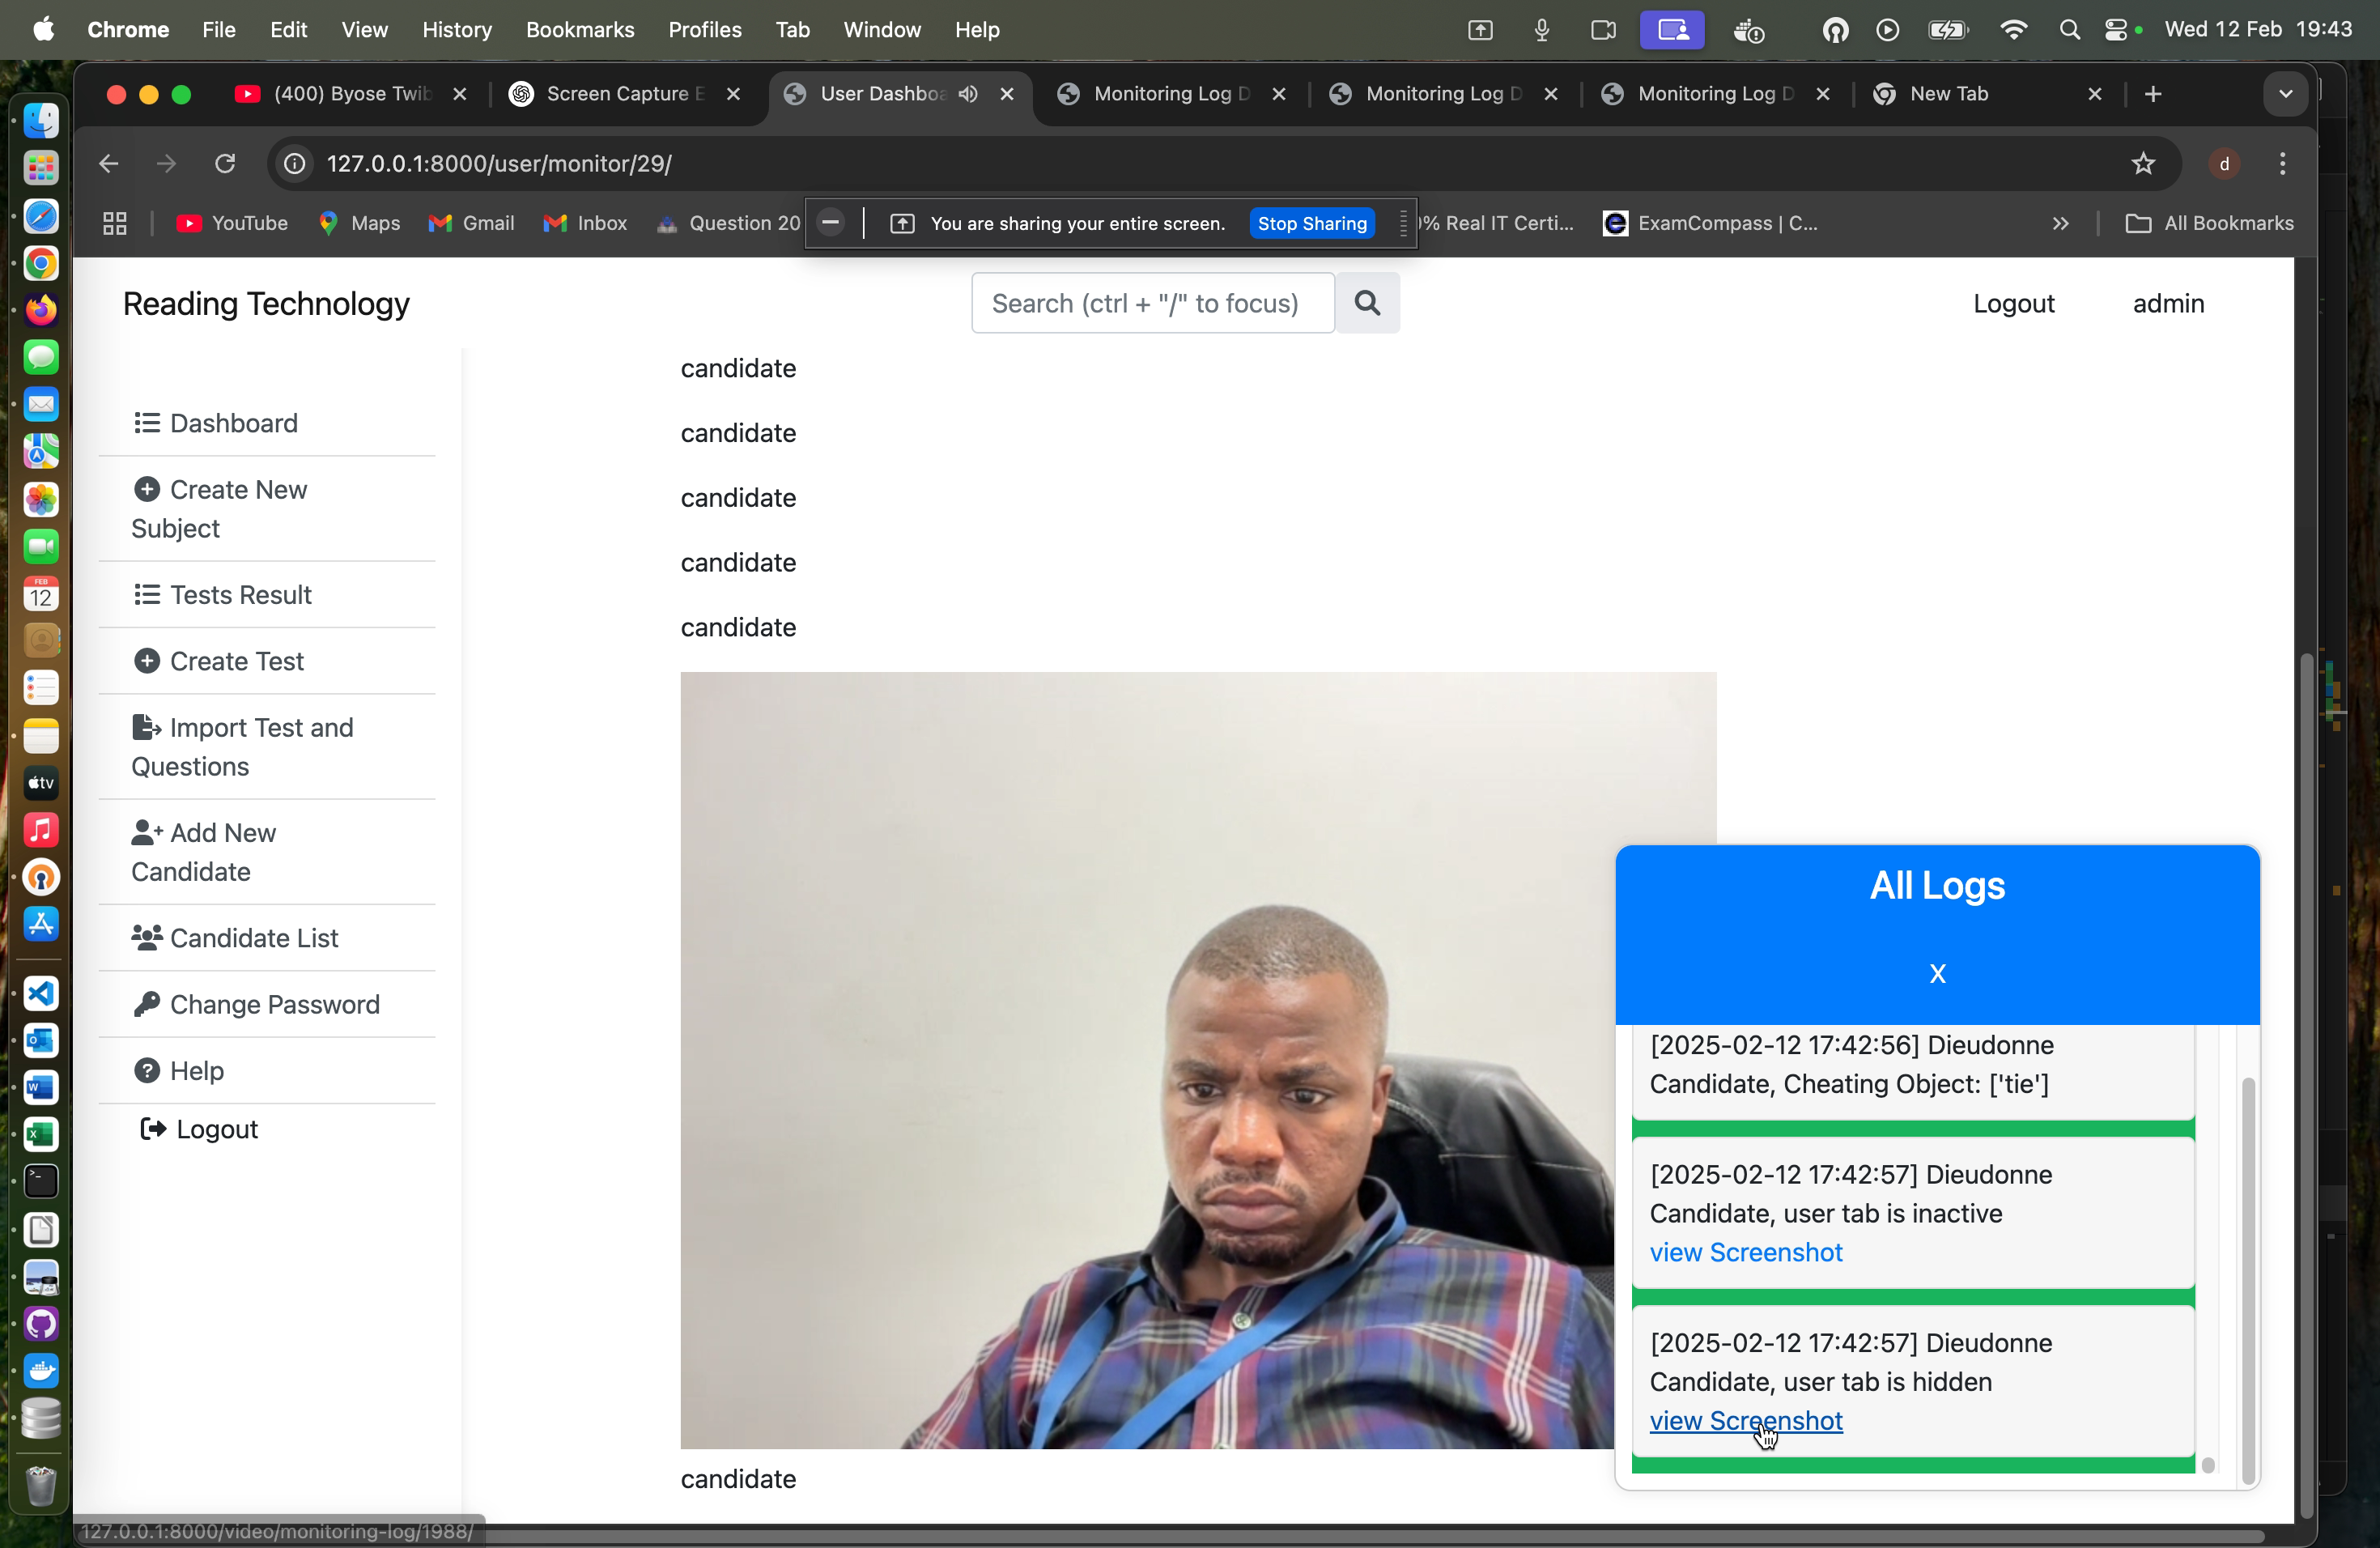 Chrome File Edit View History Bookmarks Profiles Tab Window Help Wed 12 Feb 19:43
(400) Byose Twib
Screen Capture E
User Dashboa
Monitoring Log D
Monitoring Log D
Monitoring Log D
New Tab
127.0.0.1:8000/user/monitor/29/
d
YouTube Maps Gmail Inbox Question 20
You are sharing your entire screen. Stop Sharing
% Real IT Certi... ExamCompass | C... All Bookmarks
Reading Technology
Search (ctrl + "/" to focus)
Logout admin
Dashboard
Create New
Subject
Tests Result
Create Test
Import Test and
Questions
Add New
Candidate
Candidate List
Change Password
Help
Logout
candidate
candidate
candidate
candidate
candidate
All Logs
X
[2025-02-12 17:42:56] Dieudonne
Candidate, Cheating Object: ['tie']
[2025-02-12 17:42:57] Dieudonne
Candidate, user tab is inactive
view Screenshot
[2025-02-12 17:42:57] Dieudonne
Candidate, user tab is hidden
view Screenshot
candidate
127.0.0.1:8000/video/monitoring-log/1988/
FEB
12
tv